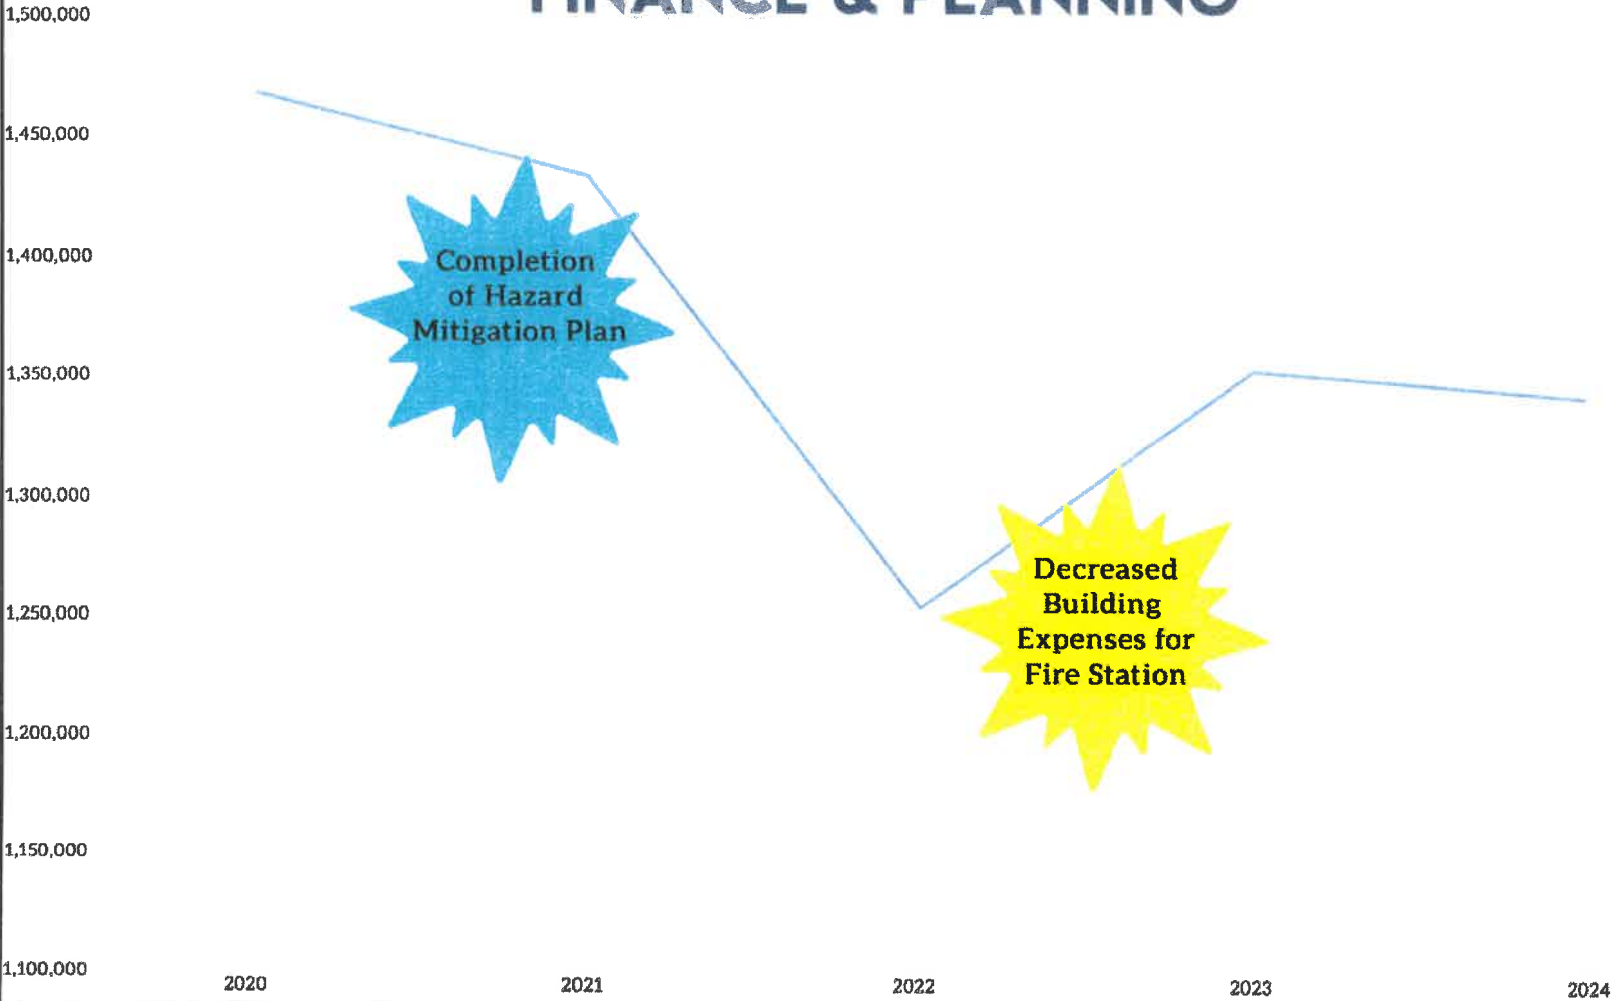 FINANCE & PLANNING
1,500,000
1,450,000
1,400,000
1,350,000
1,300,000
1,250,000
1,200,000
1,150,000
1,100,000
Completion
of Hazard
Mitigation Plan
Decreased
Building
Expenses for
Fire Station
2020
2021
2022
2023
2024